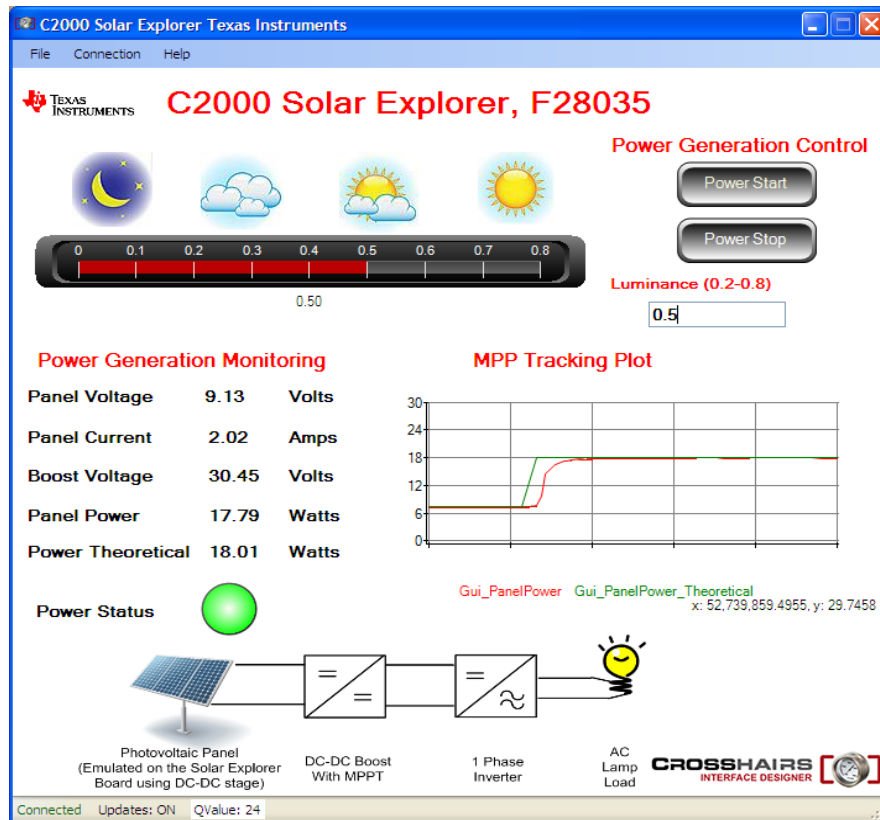 C2000 Solar Explorer Texas Instruments
File Connection Help
TEXAS
INSTRUMENTS
C2000 Solar Explorer, F28035
Power Generation Control
Power Start
Power Stop
0 0.1 0.2 0.3 0.4 0.5 0.6 0.7 0.8
0.50
Luminance (0.2-0.8)
0.5
Power Generation Monitoring
Panel Voltage 9.13 Volts
Panel Current 2.02 Amps
Boost Voltage 30.45 Volts
Panel Power 17.79 Watts
Power Theoretical 18.01 Watts
Power Status
MPP Tracking Plot
30
24
18
12
6
0
Gui_PanelPower Gui_PanelPower_Theoretical
x: 52,739,859.4955, y: 29.7458
Photovoltaic Panel
(Emulated on the Solar Explorer
Board using DC-DC stage)
DC-DC Boost
With MPPT
1 Phase
Inverter
AC
Lamp
Load
CROSSHAIRS
INTERFACE DESIGNER
Connected Updates: ON QValue: 24